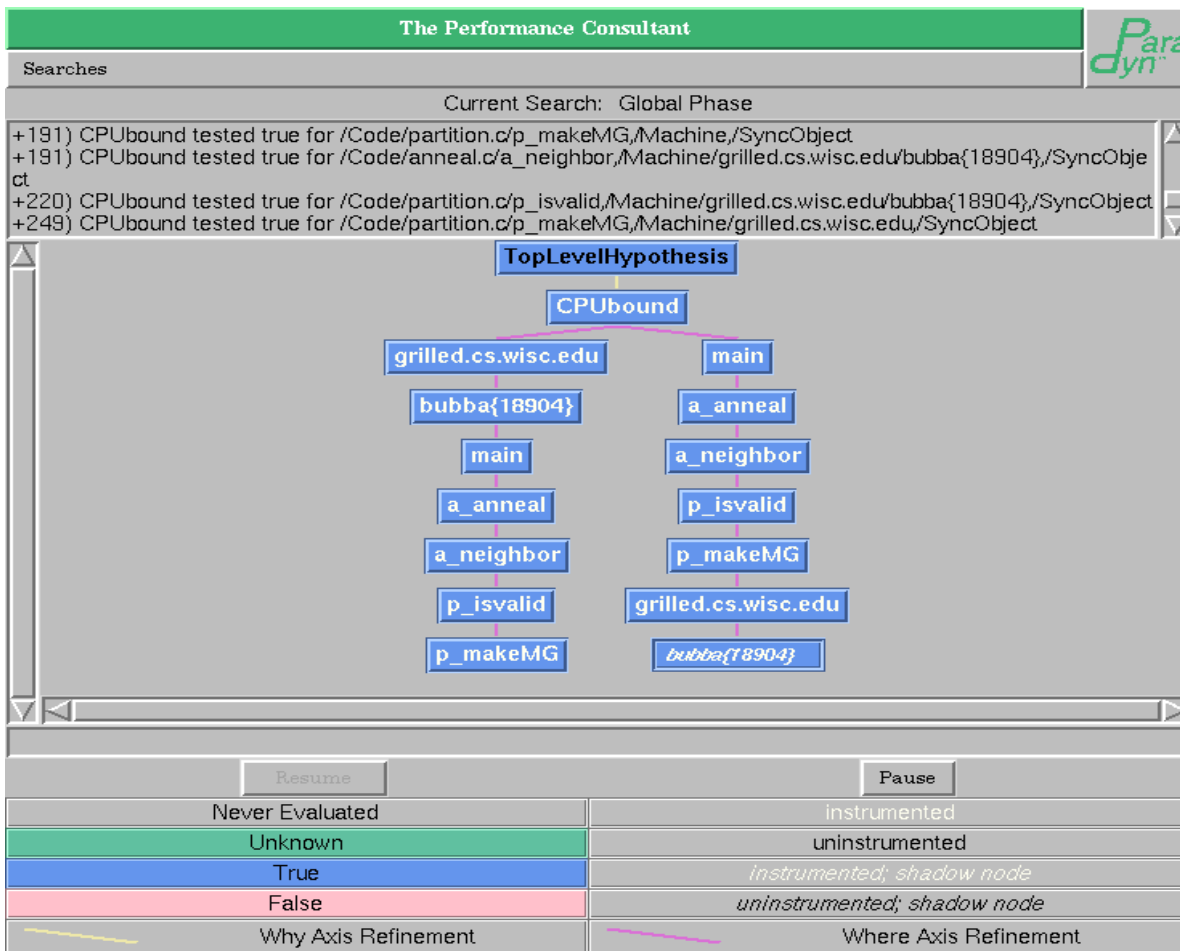 The Performance Consultant
Paradyn
Searches
Current Search: Global Phase
+191) CPUbound tested true for /Code/partition.c/p_makeMG,/Machine,/SyncObject
+191) CPUbound tested true for /Code/anneal.c/a_neighbor,/Machine/grilled.cs.wisc.edu/bubba{18904},/SyncObje
ct
+220) CPUbound tested true for /Code/partition.c/p_isvalid,/Machine/grilled.cs.wisc.edu/bubba{18904},/SyncObject
+249) CPUbound tested true for /Code/partition.c/p_makeMG,/Machine/grilled.cs.wisc.edu,/SyncObject
TopLevelHypothesis
CPUbound
grilled.cs.wisc.edu main
bubba{18904} a_anneal
main a_neighbor
a_anneal p_isvalid
a_neighbor p_makeMG
p_isvalid grilled.cs.wisc.edu
p_makeMG bubba{18904}
Resume Pause
Never Evaluated instrumented
Unknown uninstrumented
True instrumented; shadow node
False uninstrumented; shadow node
Why Axis Refinement Where Axis Refinement